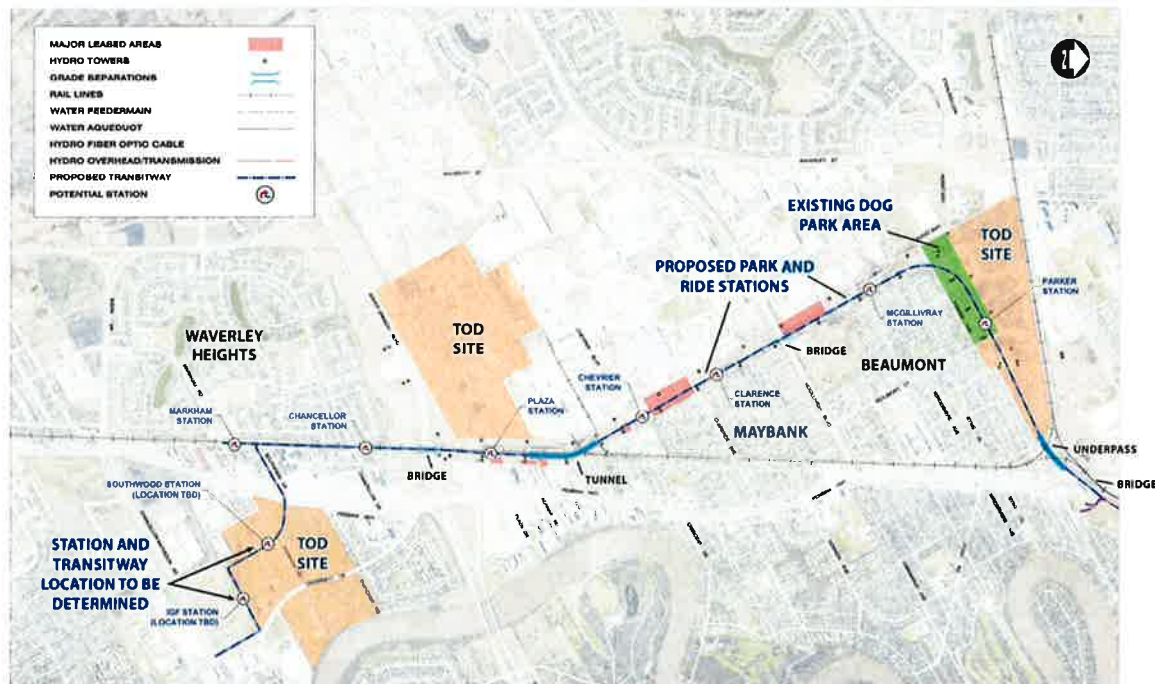 MAJOR LEASED AREAS
HYDRO TOWERS
GRADE SEPARATIONS
RAIL LINES
WATER FEEDERMAIN
WATER AQUEDUCT
HYDRO FIBER OPTIC CABLE
HYDRO OVERHEAD/TRANSMISSION
PROPOSED TRANSITWAY
POTENTIAL STATION
EXISTING DOG
PARK AREA
TOD
SITE
PROPOSED PARK AND
RIDE STATIONS
PARKER
STATION
MCGILLIVRAY
STATION
WAVERLEY
HEIGHTS
TOD
SITE
BRIDGE
BEAUMONT
CHEVRIER
STATION
CLARENCE
STATION
PLAZA
STATION
MARKHAM
STATION
CHANCELLOR
STATION
MAYBANK
BRIDGE
TUNNEL
UNDERPASS
BRIDGE
SOUTHWOOD STATION
(LOCATION TBD)
STATION AND
TRANSITWAY
LOCATION TO BE
DETERMINED
TOD
SITE
IGF STATION
(LOCATION TBD)